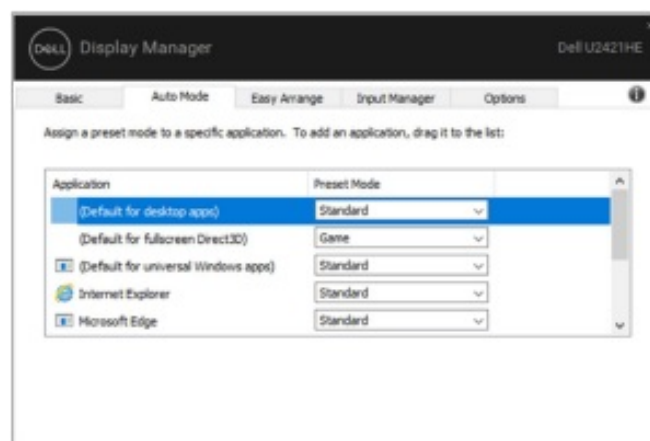 DELL Display Manager Dell U2421HE
Basic Auto Mode Easy Arrange Input Manager Options
Assign a preset mode to a specific application. To add an application, drag it to the list:
Application Preset Mode
(Default for desktop apps) Standard
(Default for fullscreen Direct3D) Game
(Default for universal Windows apps) Standard
Internet Explorer Standard
Microsoft Edge Standard